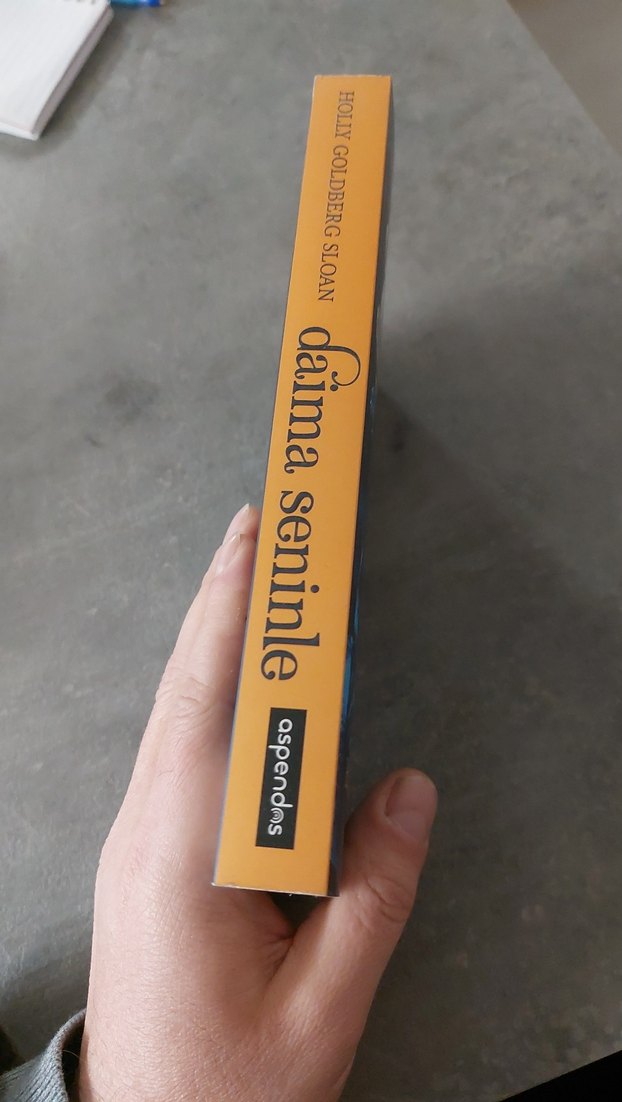 HOLLY GOLDBERG SLOAN
daima seninle
aspendos